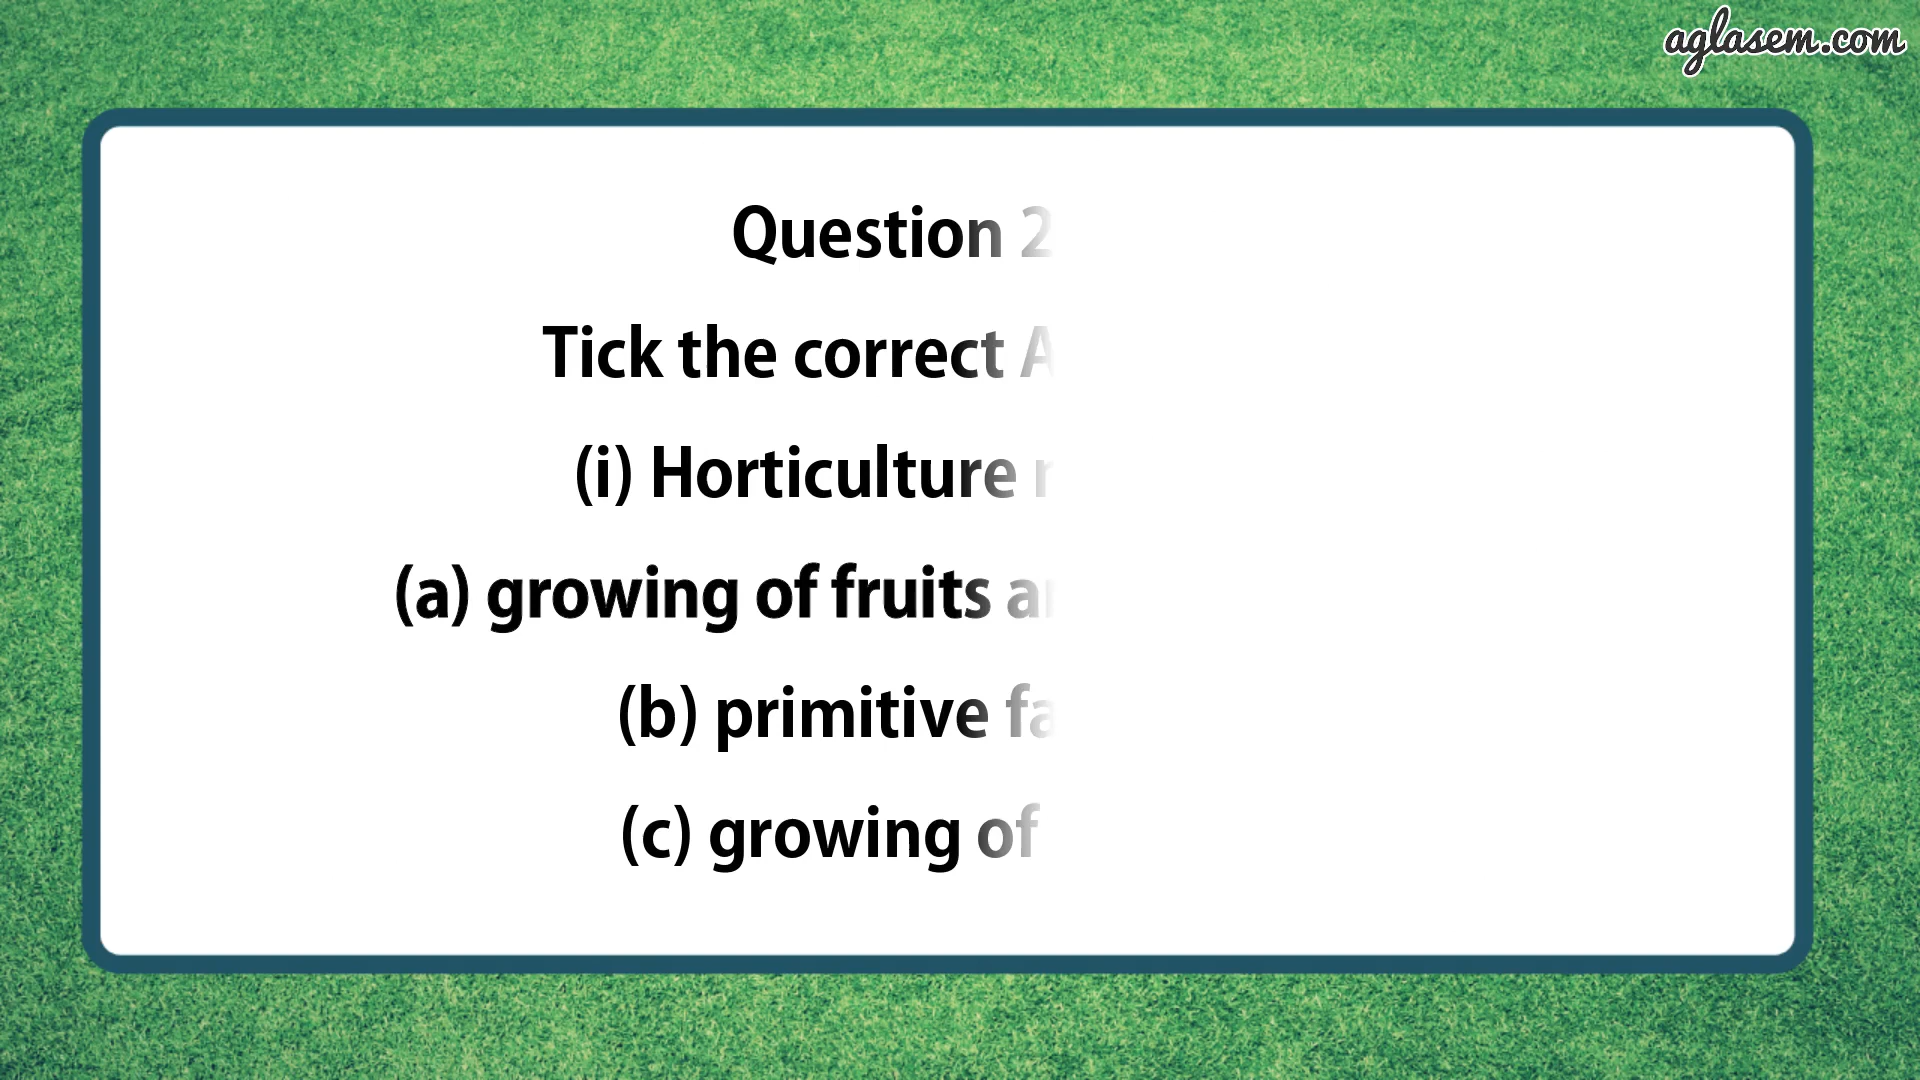 aglasem.com
Question 2
Tick the correct A
(i) Horticulture
(a) growing of fruits
(b) primitive fa
(c) growing of